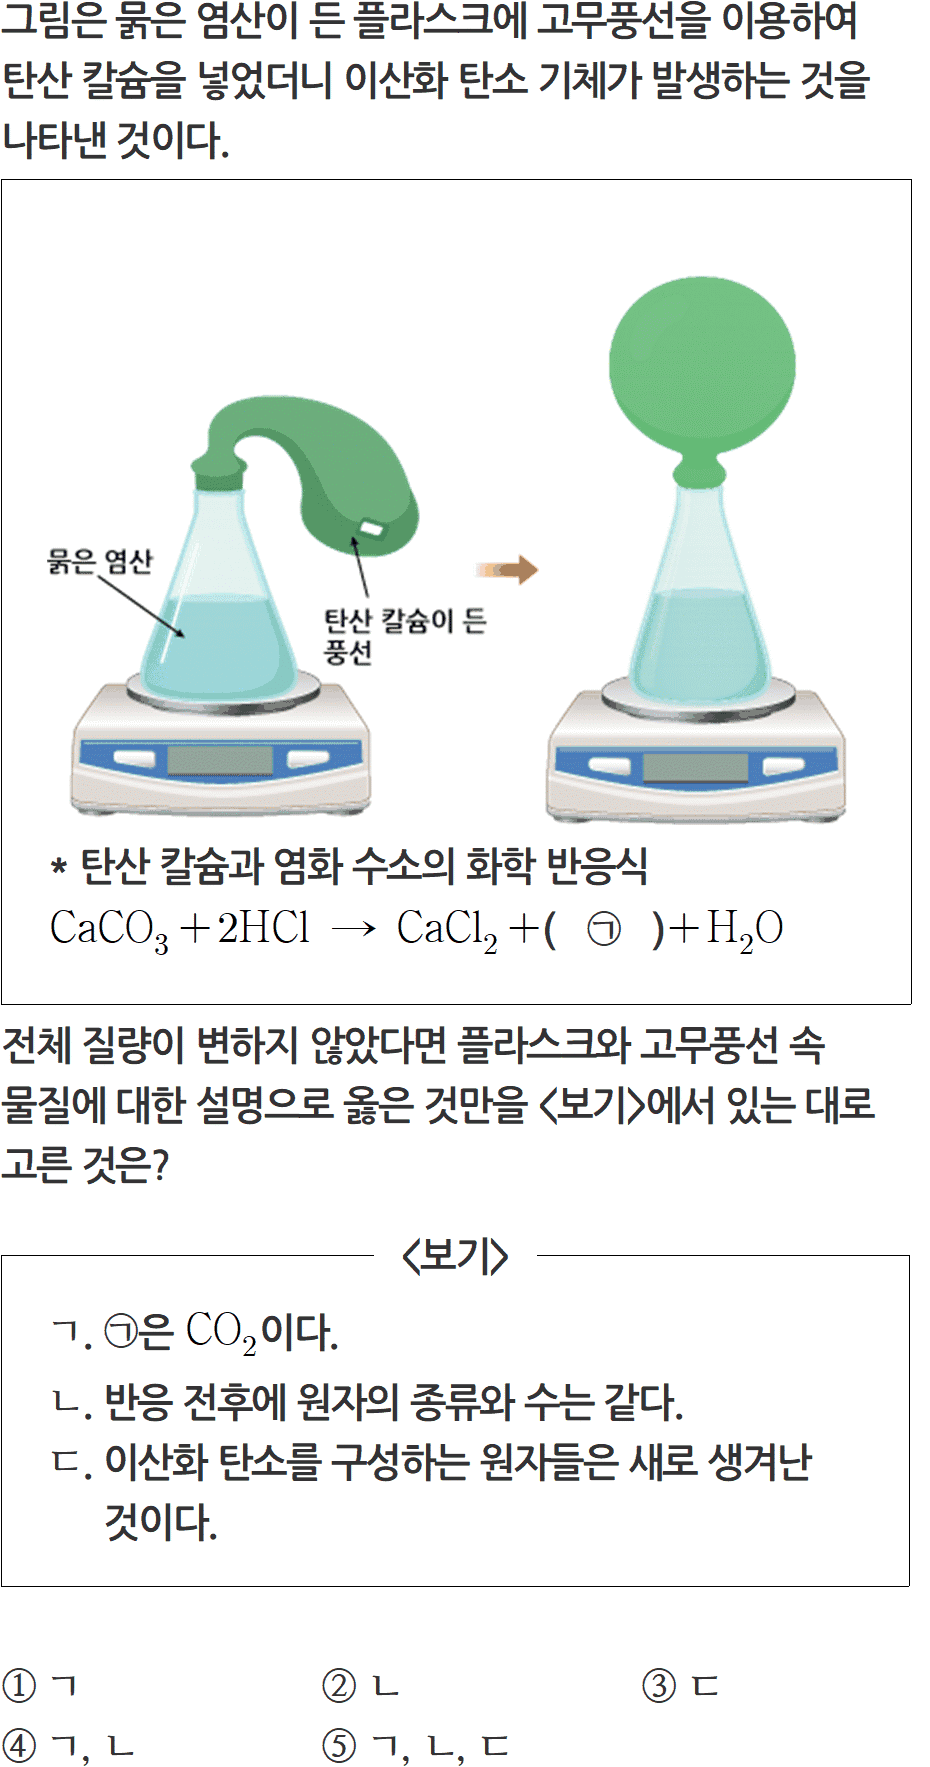 그림은 묽은 염산이 든 플라스크에 고무풍선을 이용하여
탄산 칼슘을 넣었더니 이산화 탄소 기체가 발생하는 것을
나타낸 것이다.
묽은 염산
탄산 칼슘이 든
풍선
* 탄산 칼슘과 염화 수소의 화학 반응식
CaCO₃+2HCl → CaCl₂+( ㉠ )+H₂O
전체 질량이 변하지 않았다면 플라스크와 고무풍선 속
물질에 대한 설명으로 옳은 것만을 <보기>에서 있는 대로
고른 것은?
<보기>
ㄱ. ㉠은 CO₂이다.
ㄴ. 반응 전후에 원자의 종류와 수는 같다.
ㄷ. 이산화 탄소를 구성하는 원자들은 새로 생겨난
것이다.
① ㄱ ② ㄴ ③ ㄷ
④ ㄱ, ㄴ ⑤ ㄱ, ㄴ, ㄷ